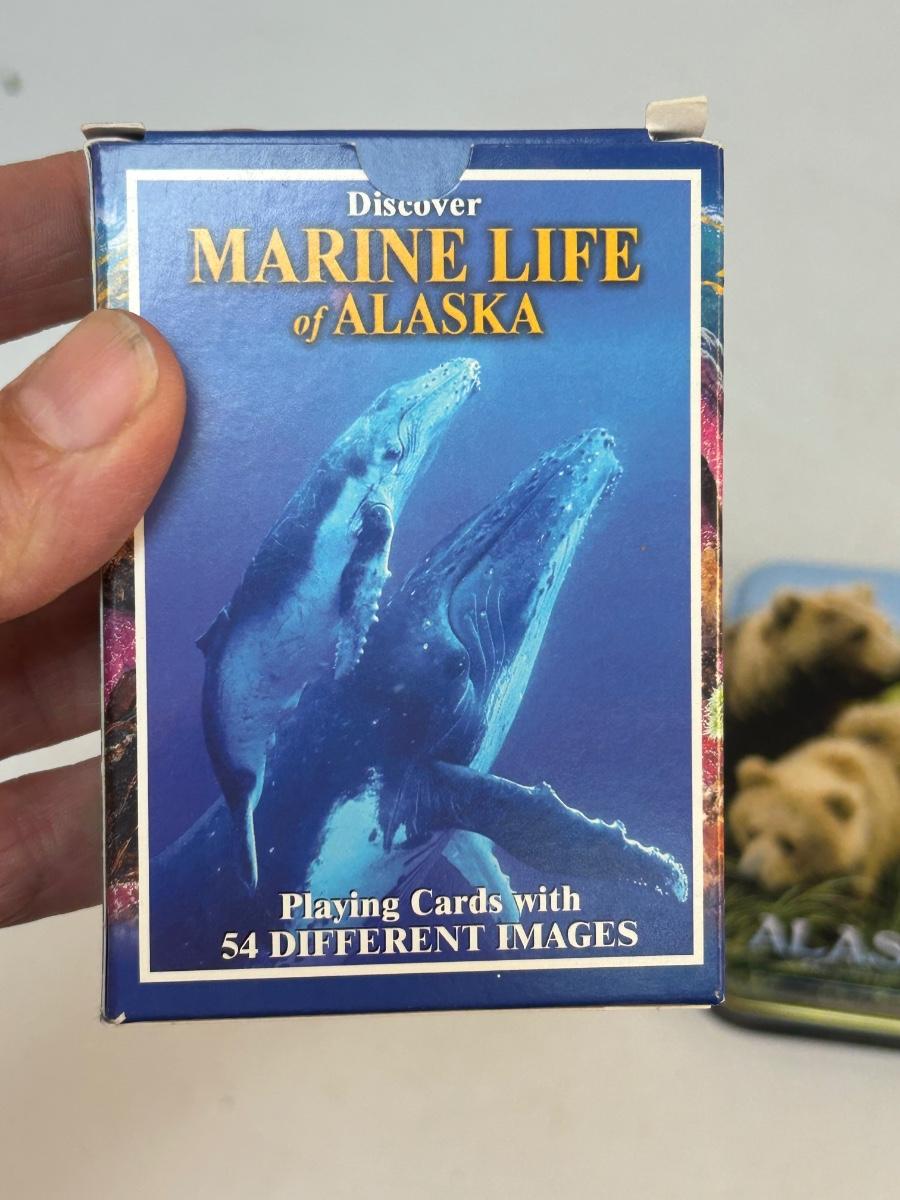 Discover
MARINE LIFE
of ALASKA
Playing Cards with
54 DIFFERENT IMAGES